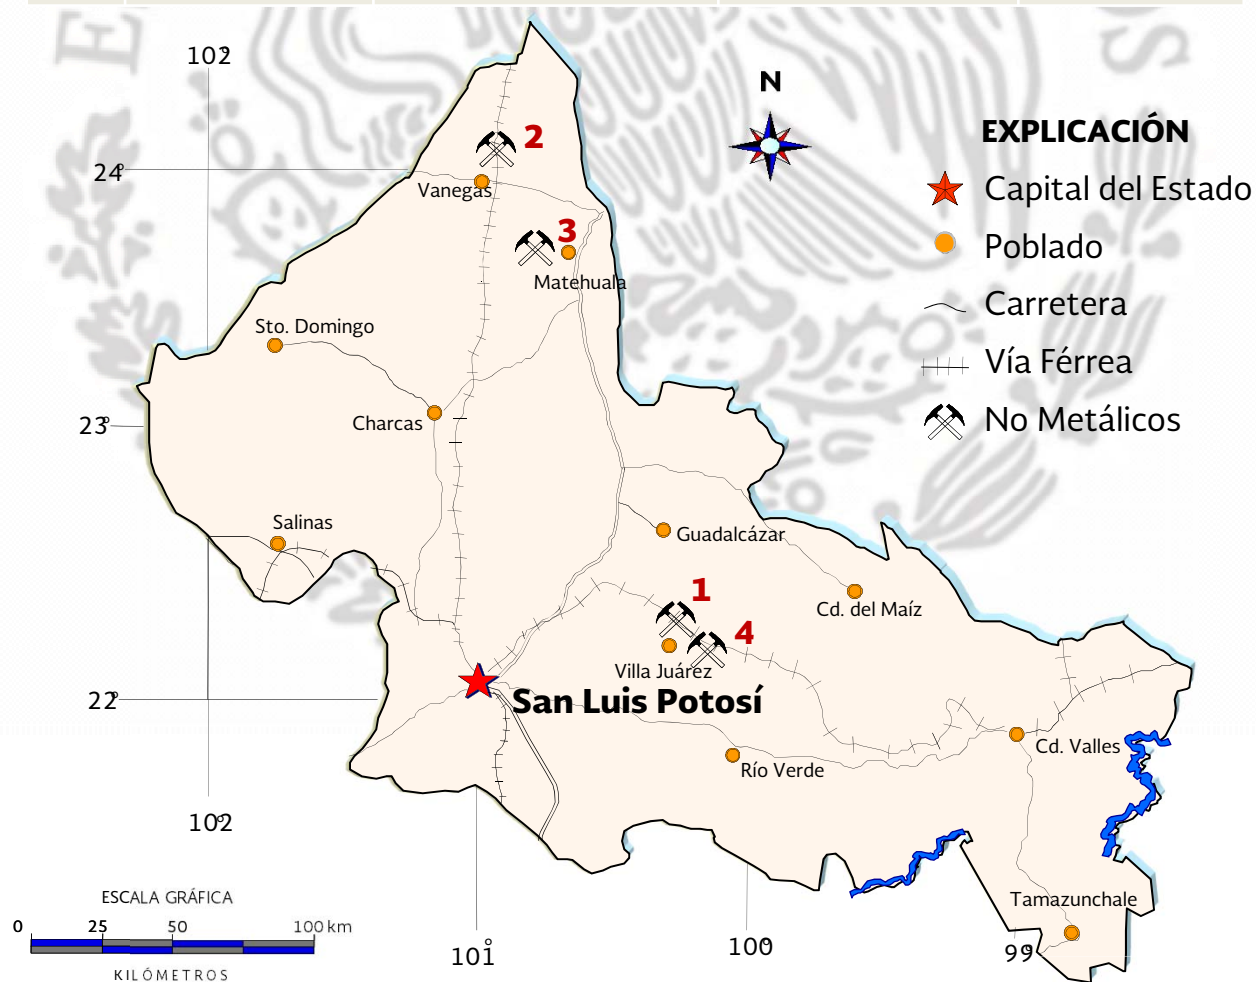 E
S
102°
N
EXPLICACIÓN
Capital del Estado
Poblado
Carretera
Vía Férrea
No Metálicos
24°
2
Vanegas
3
Matehuala
Sto. Domingo
23°
Charcas
Salinas
Guadalcázar
1
Cd. del Maíz
4
Villa Juárez
22°
San Luis Potosí
Cd. Valles
Río Verde
102°
Tamazunchale
101°
100°
99°
ESCALA GRÁFICA
0 25 50 100 km
KILÓMETROS